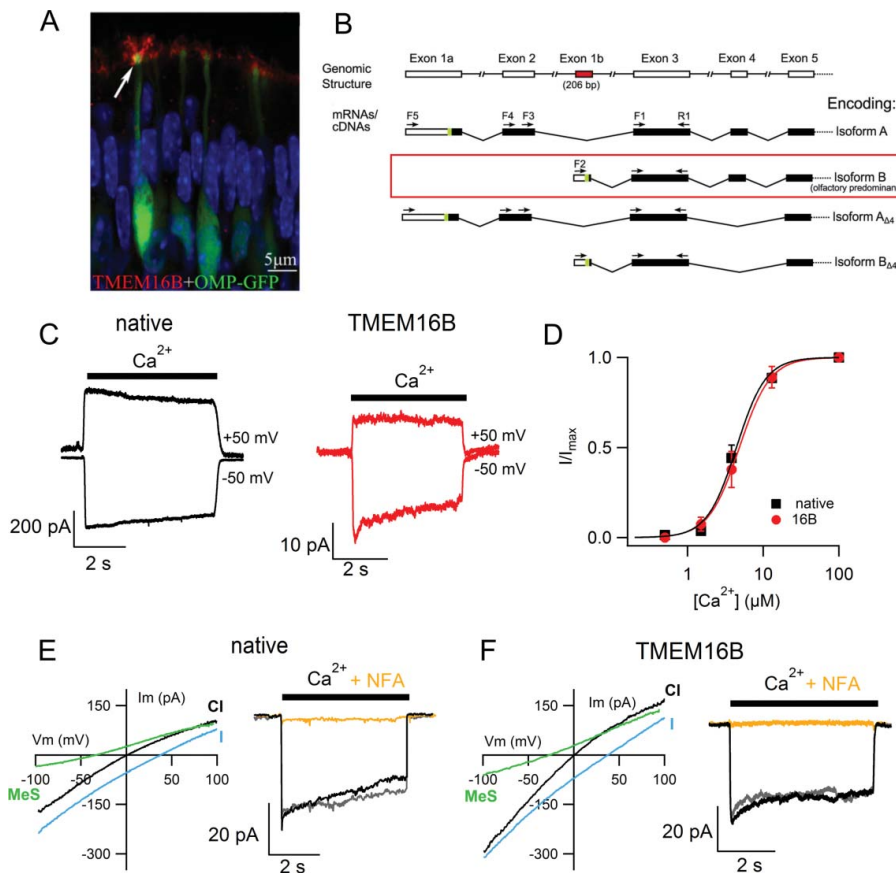 A
TMEM16B+OMP-GFP
5µm
B
Exon 1a Exon 2 Exon 1b Exon 3 Exon 4 Exon 5
Genomic
Structure
(206 bp)
mRNAs/
cDNAs
Encoding:
F5 F4 F3 F1 R1
Isoform A
F2
Isoform B
(olfactory predominan
Isoform A∆4
Isoform B∆4
C
native
Ca2+
+50 mV
-50 mV
200 pA
2 s
TMEM16B
Ca2+
+50 mV
-50 mV
10 pA
2 s
D
1.0
0.5
0.0
I/Imax
native
16B
1 10 100
[Ca2+] (µM)
E
native
Im (pA)
150
Cl
I
Vm (mV)
-100 -50 50 100
MeS
-150
-300
Ca2+ + NFA
20 pA
2 s
F
TMEM16B
Im (pA)
150
Cl
I
Vm (mV)
-100 -50 50 100
MeS
-150
-300
Ca2+ + NFA
20 pA
2 s